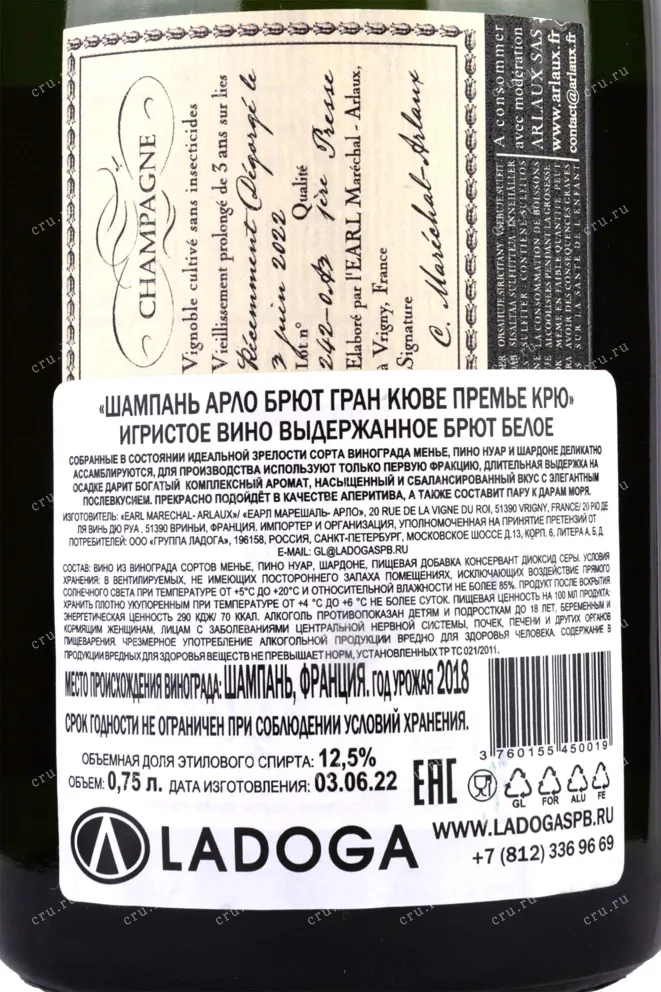 CHAMPAGNE
Vignoble cultivé sans insecticides
Vieillissement prolongé de 3 ans sur lies
Récemment Dégorgé le
3 juin 2022
Lot n° Qualité
242-0A3 1ère Presse
Elaboré par l'EARL Maréchal - Arlaux,
à Vrigny, France
Signature
C. Maréchal-Arlaux
A consommer
avec modération
ARLAUX SAS
www.arlaux.fr
contact@arlaux.fr
«ШАМПАНЬ АРЛО БРЮТ ГРАН КЮВЕ ПРЕМЬЕ КРЮ»
ИГРИСТОЕ ВИНО ВЫДЕРЖАННОЕ БРЮТ БЕЛОЕ
СОБРАННЫЕ В СОСТОЯНИИ ИДЕАЛЬНОЙ ЗРЕЛОСТИ СОРТА ВИНОГРАДА МЕНЬЕ, ПИНО НУАР И ШАРДОНЕ ДЕЛИКАТНО
АССАМБЛИРУЮТСЯ, ДЛЯ ПРОИЗВОДСТВА ИСПОЛЬЗУЮТ ТОЛЬКО ПЕРВУЮ ФРАКЦИЮ, ДЛИТЕЛЬНАЯ ВЫДЕРЖКА НА
ОСАДКЕ ДАРИТ БОГАТЫЙ КОМПЛЕКСНЫЙ АРОМАТ, НАСЫЩЕННЫЙ И СБАЛАНСИРОВАННЫЙ ВКУС С ЭЛЕГАНТНЫМ
ПОСЛЕВКУСИЕМ. ПРЕКРАСНО ПОДОЙДЁТ В КАЧЕСТВЕ АПЕРИТИВА, А ТАКЖЕ СОСТАВИТ ПАРУ К ДАРАМ МОРЯ.
ИЗГОТОВИТЕЛЬ: «EARL MARECHAL- ARLAUX»/ «ЕАРЛ МАРЕШАЛЬ- АРЛО», 20 RUE DE LA VIGNE DU ROI, 51390 VRIGNY, FRANCE/ 20 РЮ ДЕ
ЛЯ ВИНЬ ДЮ РУА , 51390 ВРИНЬИ, ФРАНЦИЯ. ИМПОРТЕР И ОРГАНИЗАЦИЯ, УПОЛНОМОЧЕННАЯ НА ПРИНЯТИЕ ПРЕТЕНЗИЙ ОТ
ПОТРЕБИТЕЛЕЙ: ООО «ГРУППА ЛАДОГА», 196158, РОССИЯ, САНКТ-ПЕТЕРБУРГ, МОСКОВСКОЕ ШОССЕ Д.13, КОРП. 6, ЛИТЕРА А, Б.
E-MAIL: GL@LADOGASPB.RU
СОСТАВ: ВИНО ИЗ ВИНОГРАДА СОРТОВ МЕНЬЕ, ПИНО НУАР, ШАРДОНЕ, ПИЩЕВАЯ ДОБАВКА КОНСЕРВАНТ ДИОКСИД СЕРЫ. УСЛОВИЯ
ХРАНЕНИЯ: В ВЕНТИЛИРУЕМЫХ, НЕ ИМЕЮЩИХ ПОСТОРОННЕГО ЗАПАХА ПОМЕЩЕНИЯХ, ИСКЛЮЧАЮЩИХ ВОЗДЕЙСТВИЕ ПРЯМОГО
СОЛНЕЧНОГО СВЕТА ПРИ ТЕМПЕРАТУРЕ ОТ +5°С ДО +20°С И ОТНОСИТЕЛЬНОЙ ВЛАЖНОСТИ НЕ БОЛЕЕ 85%. ПРОДУКТ ПОСЛЕ ВСКРЫТИЯ
ХРАНИТЬ ПЛОТНО УКУПОРЕННЫМ ПРИ ТЕМПЕРАТУРЕ ОТ +4 °С ДО +6 °С НЕ БОЛЕЕ СУТОК. ПИЩЕВАЯ ЦЕННОСТЬ НА 100 МЛ ПРОДУКТА:
ЭНЕРГЕТИЧЕСКАЯ ЦЕННОСТЬ 290 КДЖ/ 70 ККАЛ. АЛКОГОЛЬ ПРОТИВОПОКАЗАН ДЕТЯМ И ПОДРОСТКАМ ДО 18 ЛЕТ, БЕРЕМЕННЫМ И
КОРМЯЩИМ ЖЕНЩИНАМ, ЛИЦАМ С ЗАБОЛЕВАНИЯМИ ЦЕНТРАЛЬНОЙ НЕРВНОЙ СИСТЕМЫ, ПОЧЕК, ПЕЧЕНИ И ДРУГИХ ОРГАНОВ
ПИЩЕВАРЕНИЯ. ЧРЕЗМЕРНОЕ УПОТРЕБЛЕНИЕ АЛКОГОЛЬНОЙ ПРОДУКЦИИ ВРЕДНО ДЛЯ ЗДОРОВЬЯ ЧЕЛОВЕКА. СОДЕРЖАНИЕ В
ПРОДУКЦИИ ВРЕДНЫХ ДЛЯ ЗДОРОВЬЯ ВЕЩЕСТВ НЕ ПРЕВЫШАЕТ НОРМ, УСТАНОВЛЕННЫХ ТР ТС 021/2011.
МЕСТО ПРОИСХОЖДЕНИЯ ВИНОГРАДА: ШАМПАНЬ, ФРАНЦИЯ. ГОД УРОЖАЯ 2018
СРОК ГОДНОСТИ НЕ ОГРАНИЧЕН ПРИ СОБЛЮДЕНИИ УСЛОВИЙ ХРАНЕНИЯ.
3 760155 450019
ОБЪЕМНАЯ ДОЛЯ ЭТИЛОВОГО СПИРТА: 12,5%
ОБЪЕМ: 0,75 Л. ДАТА ИЗГОТОВЛЕНИЯ: 03.06.22
EAC
GL FOR ALU FE
LADOGA
WWW.LADOGASPB.RU
+7 (812) 336 96 69